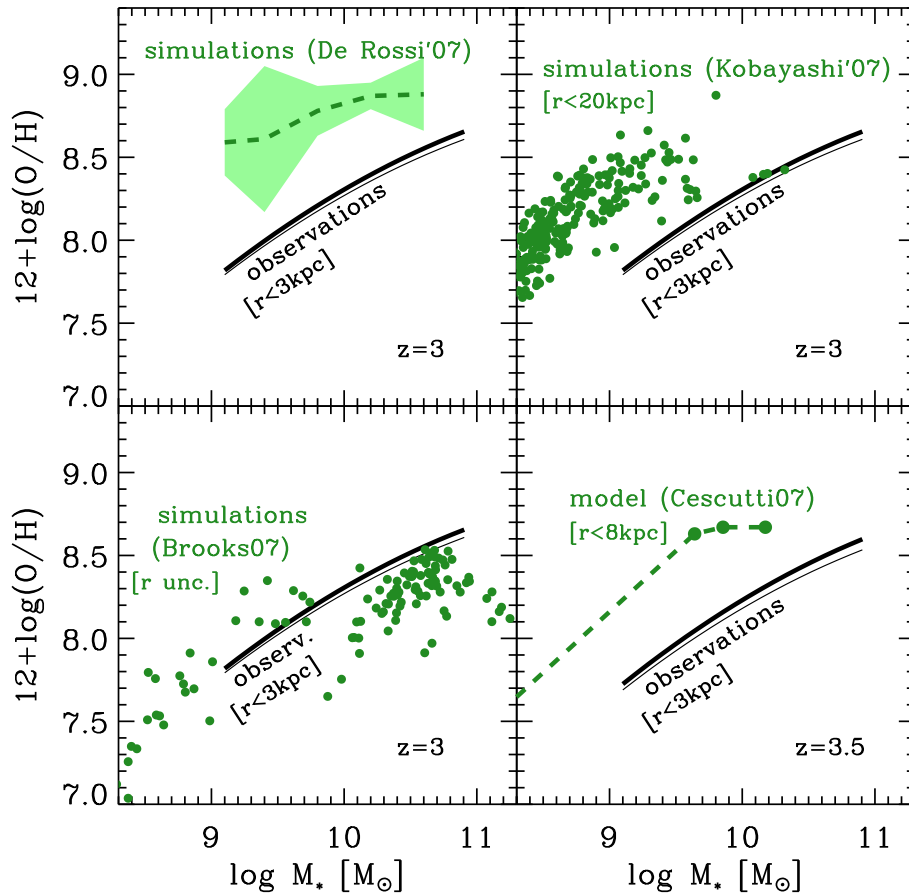 simulations (De Rossi'07)
observations
[r<3kpc]
z=3
12+log(O/H)
9.0
8.5
8.0
7.5
7.0
simulations (Kobayashi'07)
[r<20kpc]
observations
[r<3kpc]
z=3
simulations
(Brooks07)
[r unc.]
observ.
[r<3kpc]
z=3
12+log(O/H)
9.0
8.5
8.0
7.5
7.0
9 10 11
log M* [M⊙]
model (Cescutti07)
[r<8kpc]
observations
[r<3kpc]
z=3.5
9 10 11
log M* [M⊙]